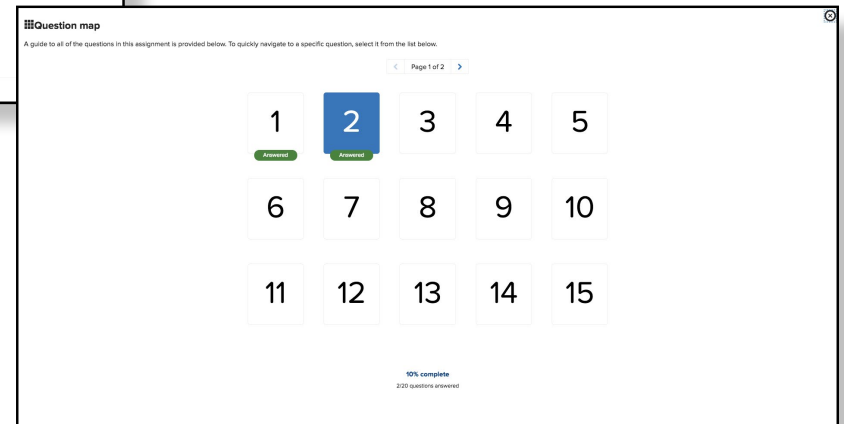 Question map
A guide to all of the questions in this assignment is provided below. To quickly navigate to a specific question, select it from the list below.
Page 1 of 2
1 2 3 4 5
Answered Answered
6 7 8 9 10
11 12 13 14 15
10% complete
2/20 questions answered